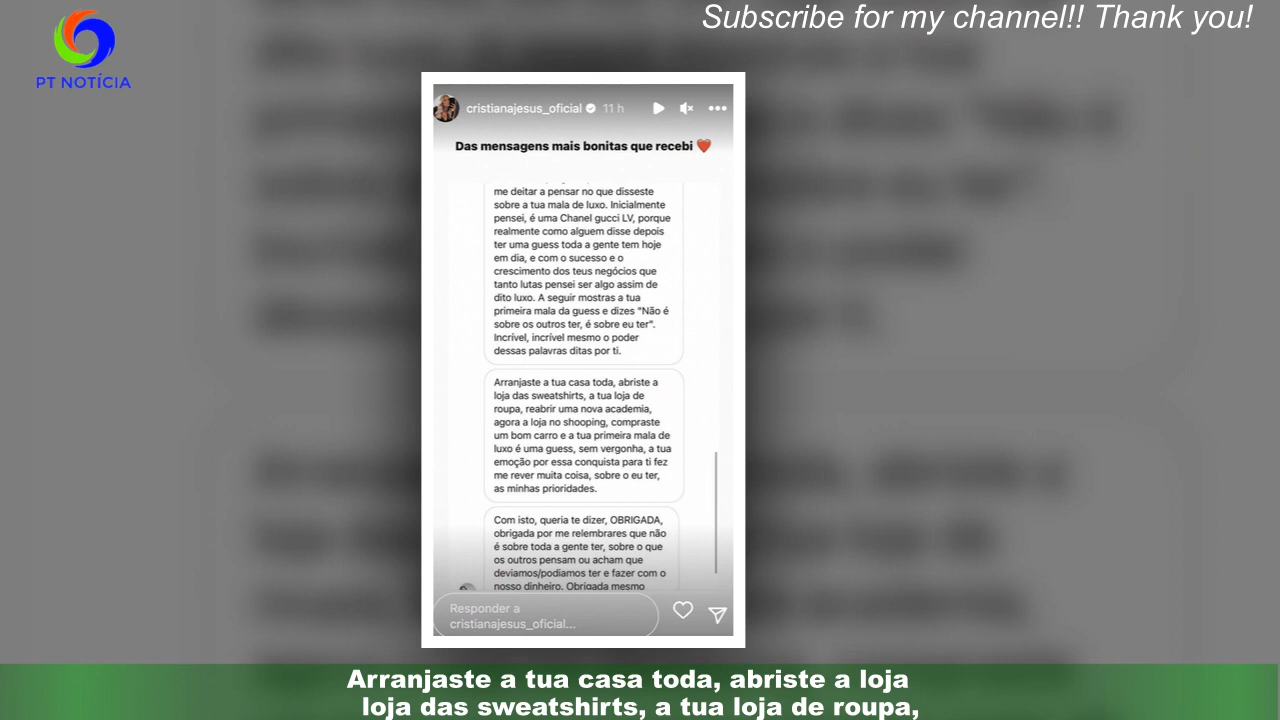 Subscribe for my channel!! Thank you!
PT NOTÍCIA
cristianajesus_oficial 11 h
Das mensagens mais bonitas que recebi ❤️
me deitar a pensar no que disseste
sobre a tua mala de luxo. Inicialmente
pensei, é uma Chanel gucci LV, porque
realmente como alguem disse depois
ter uma guess toda a gente tem hoje
em dia, e com o sucesso e o
crescimento dos teus negócios que
tanto lutas pensei ser algo assim de
dito luxo. A seguir mostras a tua
primeira mala da guess e dizes "Não é
sobre os outros ter, é sobre eu ter".
Incrível, incrível mesmo o poder
dessas palavras ditas por ti.
Arranjaste a tua casa toda, abriste a
loja das sweatshirts, a tua loja de
roupa, reabrir uma nova academia,
agora a loja no shooping, compraste
um bom carro e a tua primeira mala de
luxo é uma guess, sem vergonha, a tua
emoção por essa conquista para ti fez
me rever muita coisa, sobre o eu ter,
as minhas prioridades.
Com isto, queria te dizer, OBRIGADA,
obrigada por me relembrares que não
é sobre toda a gente ter, sobre o que
os outros pensam ou acham que
deviamos/podiamos ter e fazer com o
nosso dinheiro. Obrigada mesmo
Responder a
cristianajesus_oficial...
Arranjaste a tua casa toda, abriste a loja
loja das sweatshirts, a tua loja de roupa,